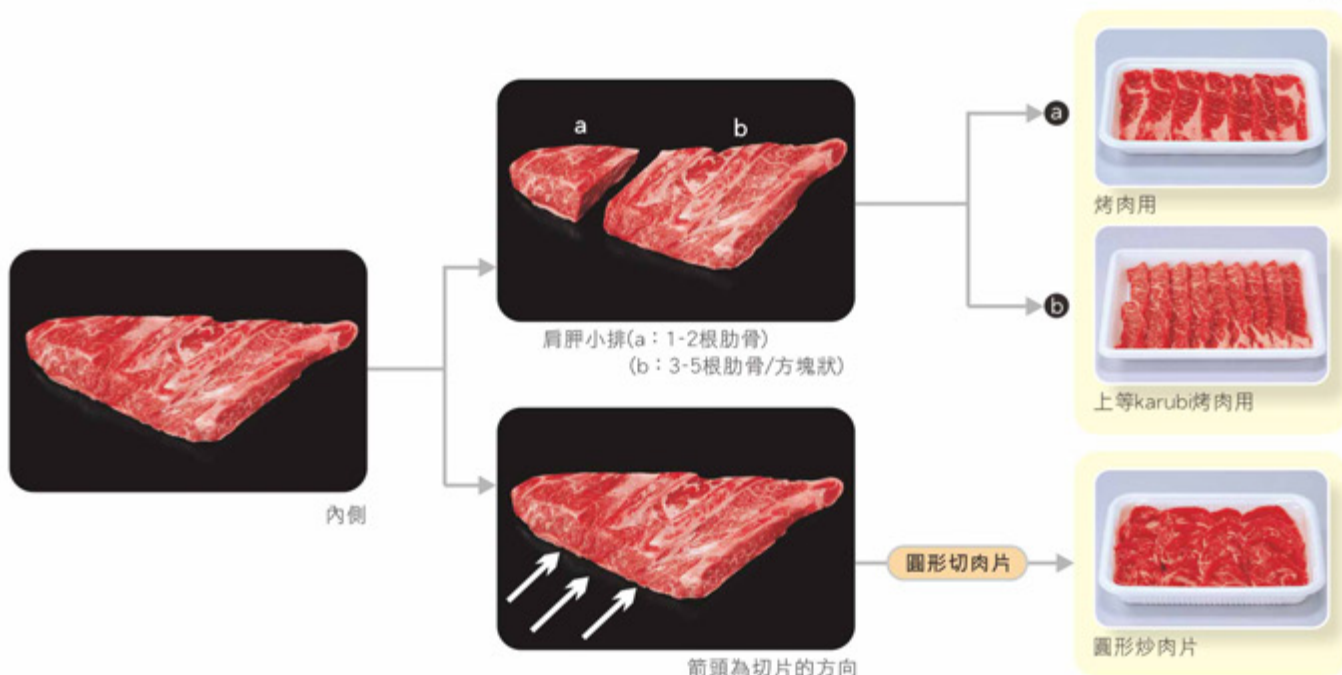 內側
a
b
肩胛小排(a：1-2根肋骨)
(b：3-5根肋骨/方塊狀)
箭頭為切片的方向
圓形切肉片
a
烤肉用
b
上等karubi烤肉用
圓形炒肉片